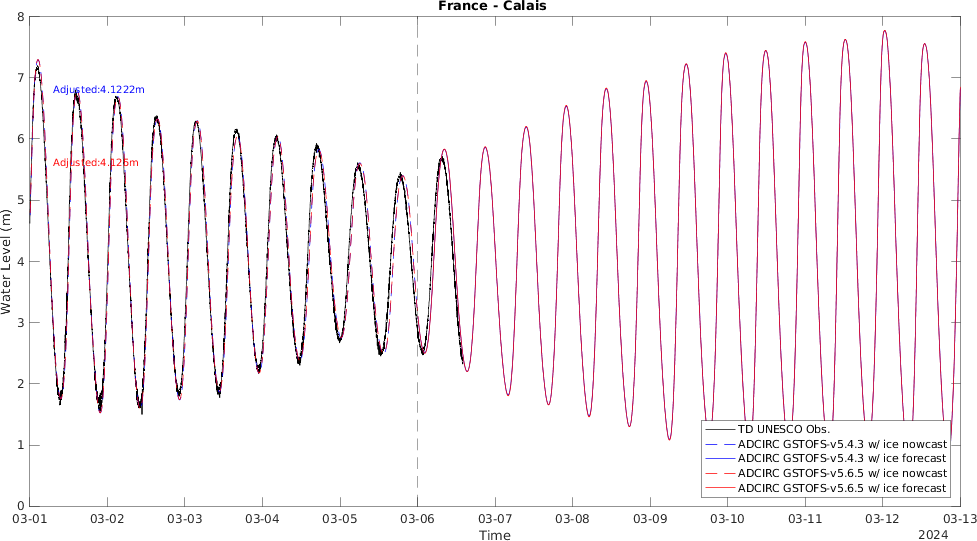 France - Calais
8
7
6
5
4
3
2
1
0
Water Level (m)
Adjusted:4.1222m
Adjusted:4.126m
TD UNESCO Obs.
ADCIRC GSTOFS-v5.4.3 w/ ice nowcast
ADCIRC GSTOFS-v5.4.3 w/ ice forecast
ADCIRC GSTOFS-v5.6.5 w/ ice nowcast
ADCIRC GSTOFS-v5.6.5 w/ ice forecast
03-01 03-02 03-03 03-04 03-05 03-06 03-07 03-08 03-09 03-10 03-11 03-12 03-13
Time
2024